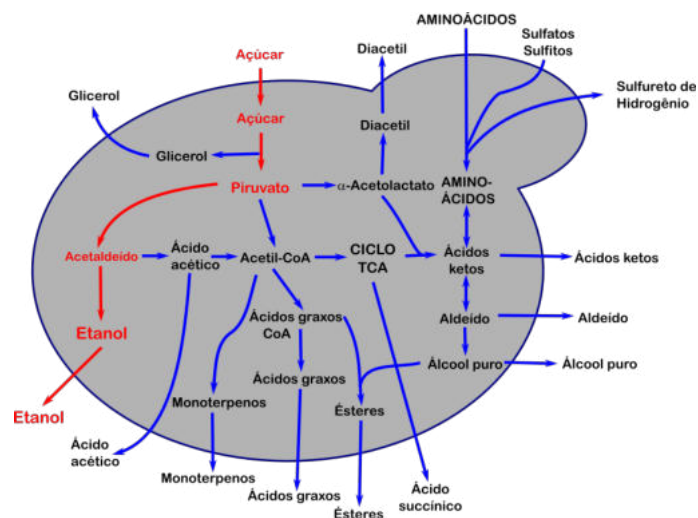 AMINOÁCIDOS
Sulfatos
Sulfitos
Diacetil
Açúcar
Sulfureto de
Hidrogênio
Glicerol
Açúcar
Diacetil
Glicerol
Piruvato
α-Acetolactato
AMINO-
ÁCIDOS
Acetaldeído
Ácido
acético
Acetil-CoA
CICLO
TCA
Ácidos
ketos
Ácidos ketos
Ácidos graxos
CoA
Aldeído
Aldeído
Etanol
Álcool puro
Álcool puro
Ácidos graxos
Monoterpenos
Ésteres
Etanol
Ácido
acético
Monoterpenos
Ácidos graxos
Ésteres
Ácido
succínico